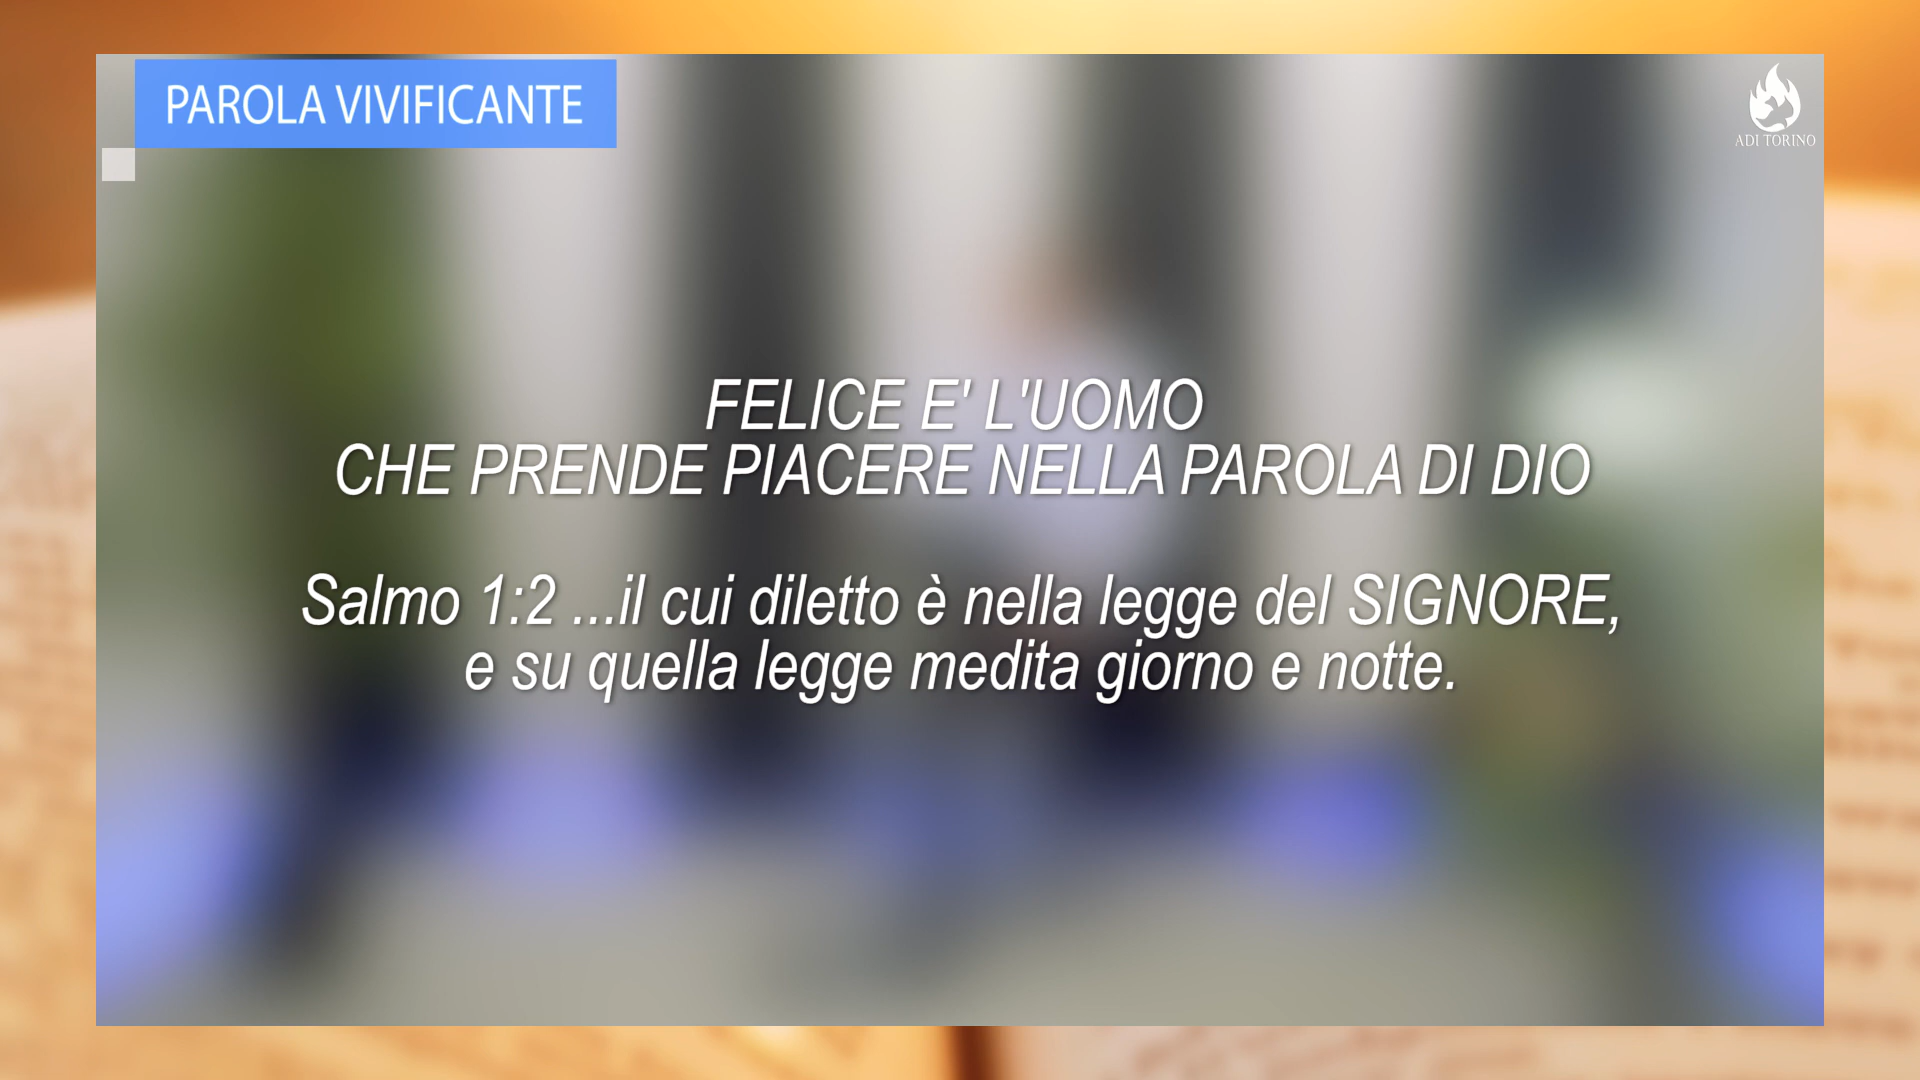 PAROLA VIVIFICANTE
ADI TORINO
FELICE E' L'UOMO
CHE PRENDE PIACERE NELLA PAROLA DI DIO
Salmo 1:2 ...il cui diletto è nella legge del SIGNORE,
e su quella legge medita giorno e notte.